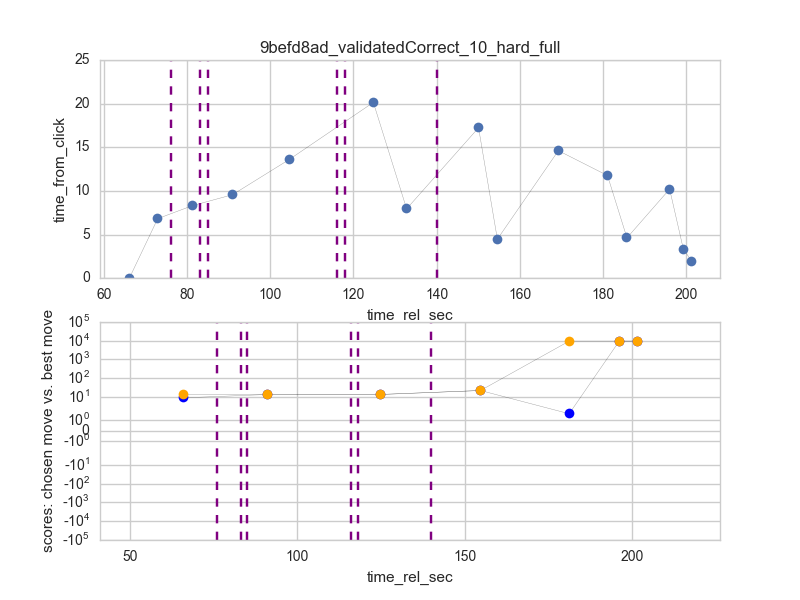 9befd8ad_validatedCorrect_10_hard_full
time_from_click
25
20
15
10
5
0
60 80 100 120 140 160 180 200
time_rel_sec
scores: chosen move vs. best move
10^5
10^4
10^3
10^2
10^1
10^0
0
-10^0
-10^1
-10^2
-10^3
-10^4
-10^5
50 100 150 200
time_rel_sec